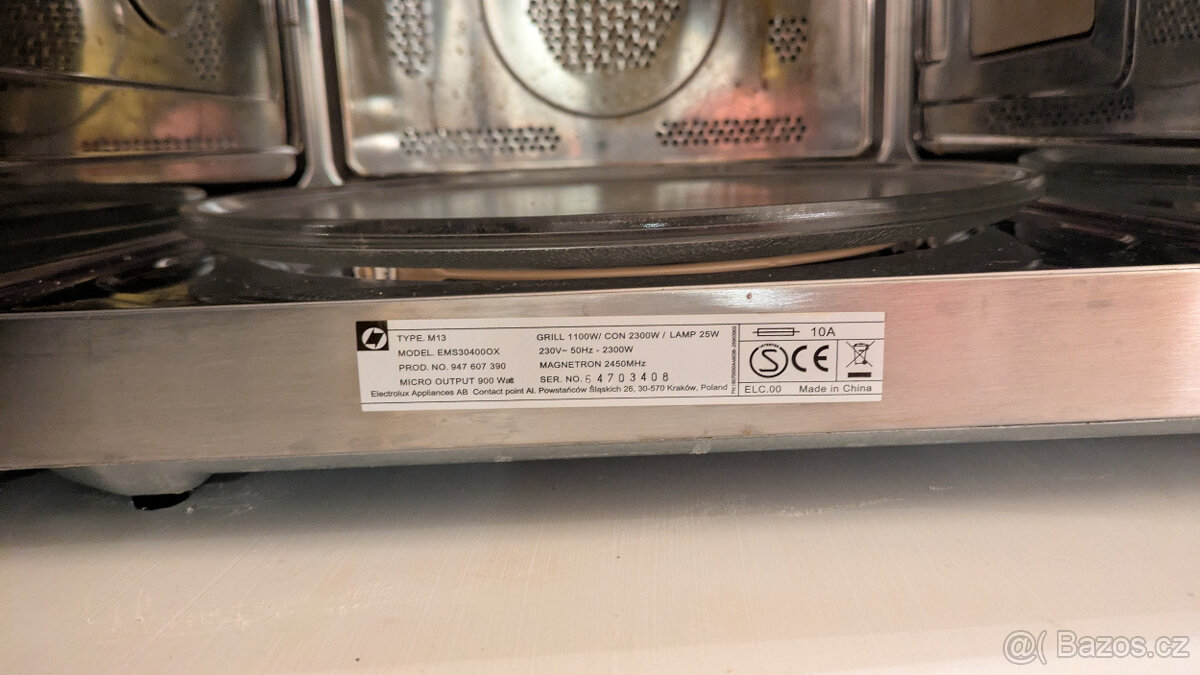 TYPE. M13
MODEL. EMS30400OX
PROD. NO. 947 607 390
MICRO OUTPUT 900 Watt
GRILL 1100W/ CON 2300W / LAMP 25W
230V~ 50Hz - 2300W
MAGNETRON 2450MHz
SER. NO. 64703408
Electrolux Appliances AB Contact point Al. Powstańców Śląskich 26, 30-570 Kraków, Poland
10A
S CE
ELC.00 Made in China
@( Bazos.cz